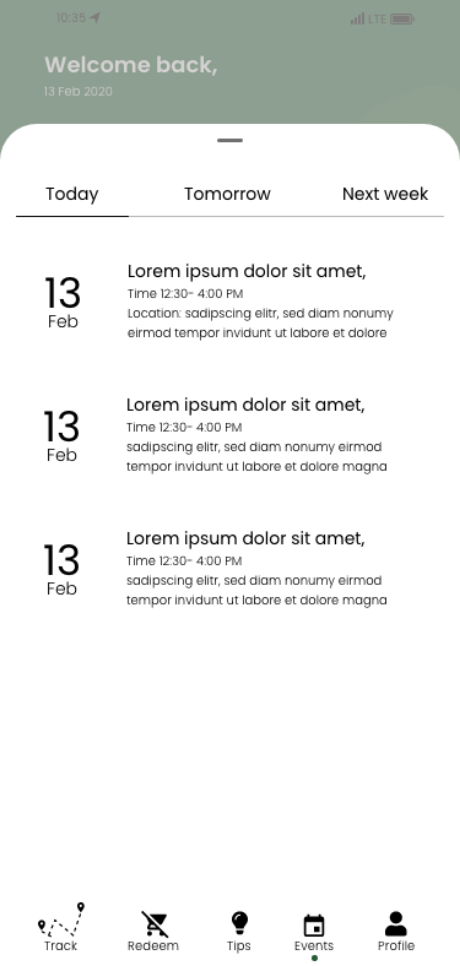 10:35 LTE
Welcome back,
13 Feb 2020
Today Tomorrow Next week
13
Feb
Lorem ipsum dolor sit amet,
Time 12:30- 4:00 PM
Location: sadipscing elitr, sed diam nonumy
eirmod tempor invidunt ut labore et dolore
13
Feb
Lorem ipsum dolor sit amet,
Time 12:30- 4:00 PM
sadipscing elitr, sed diam nonumy eirmod
tempor invidunt ut labore et dolore magna
13
Feb
Lorem ipsum dolor sit amet,
Time 12:30- 4:00 PM
sadipscing elitr, sed diam nonumy eirmod
tempor invidunt ut labore et dolore magna
Track Redeem Tips Events Profile